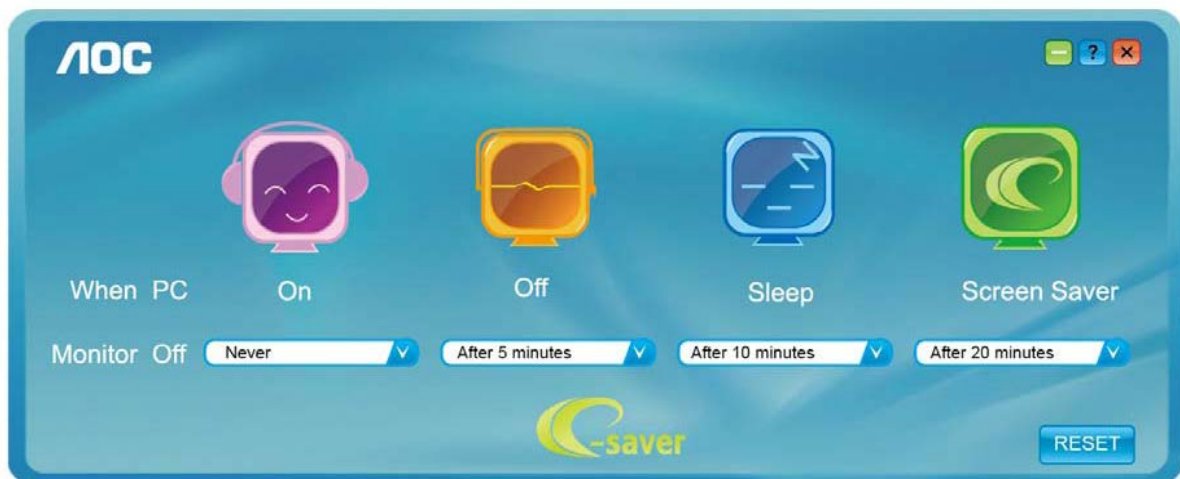 AOC
?
When PC On Off Sleep Screen Saver
Monitor Off Never After 5 minutes After 10 minutes After 20 minutes
e-saver
RESET